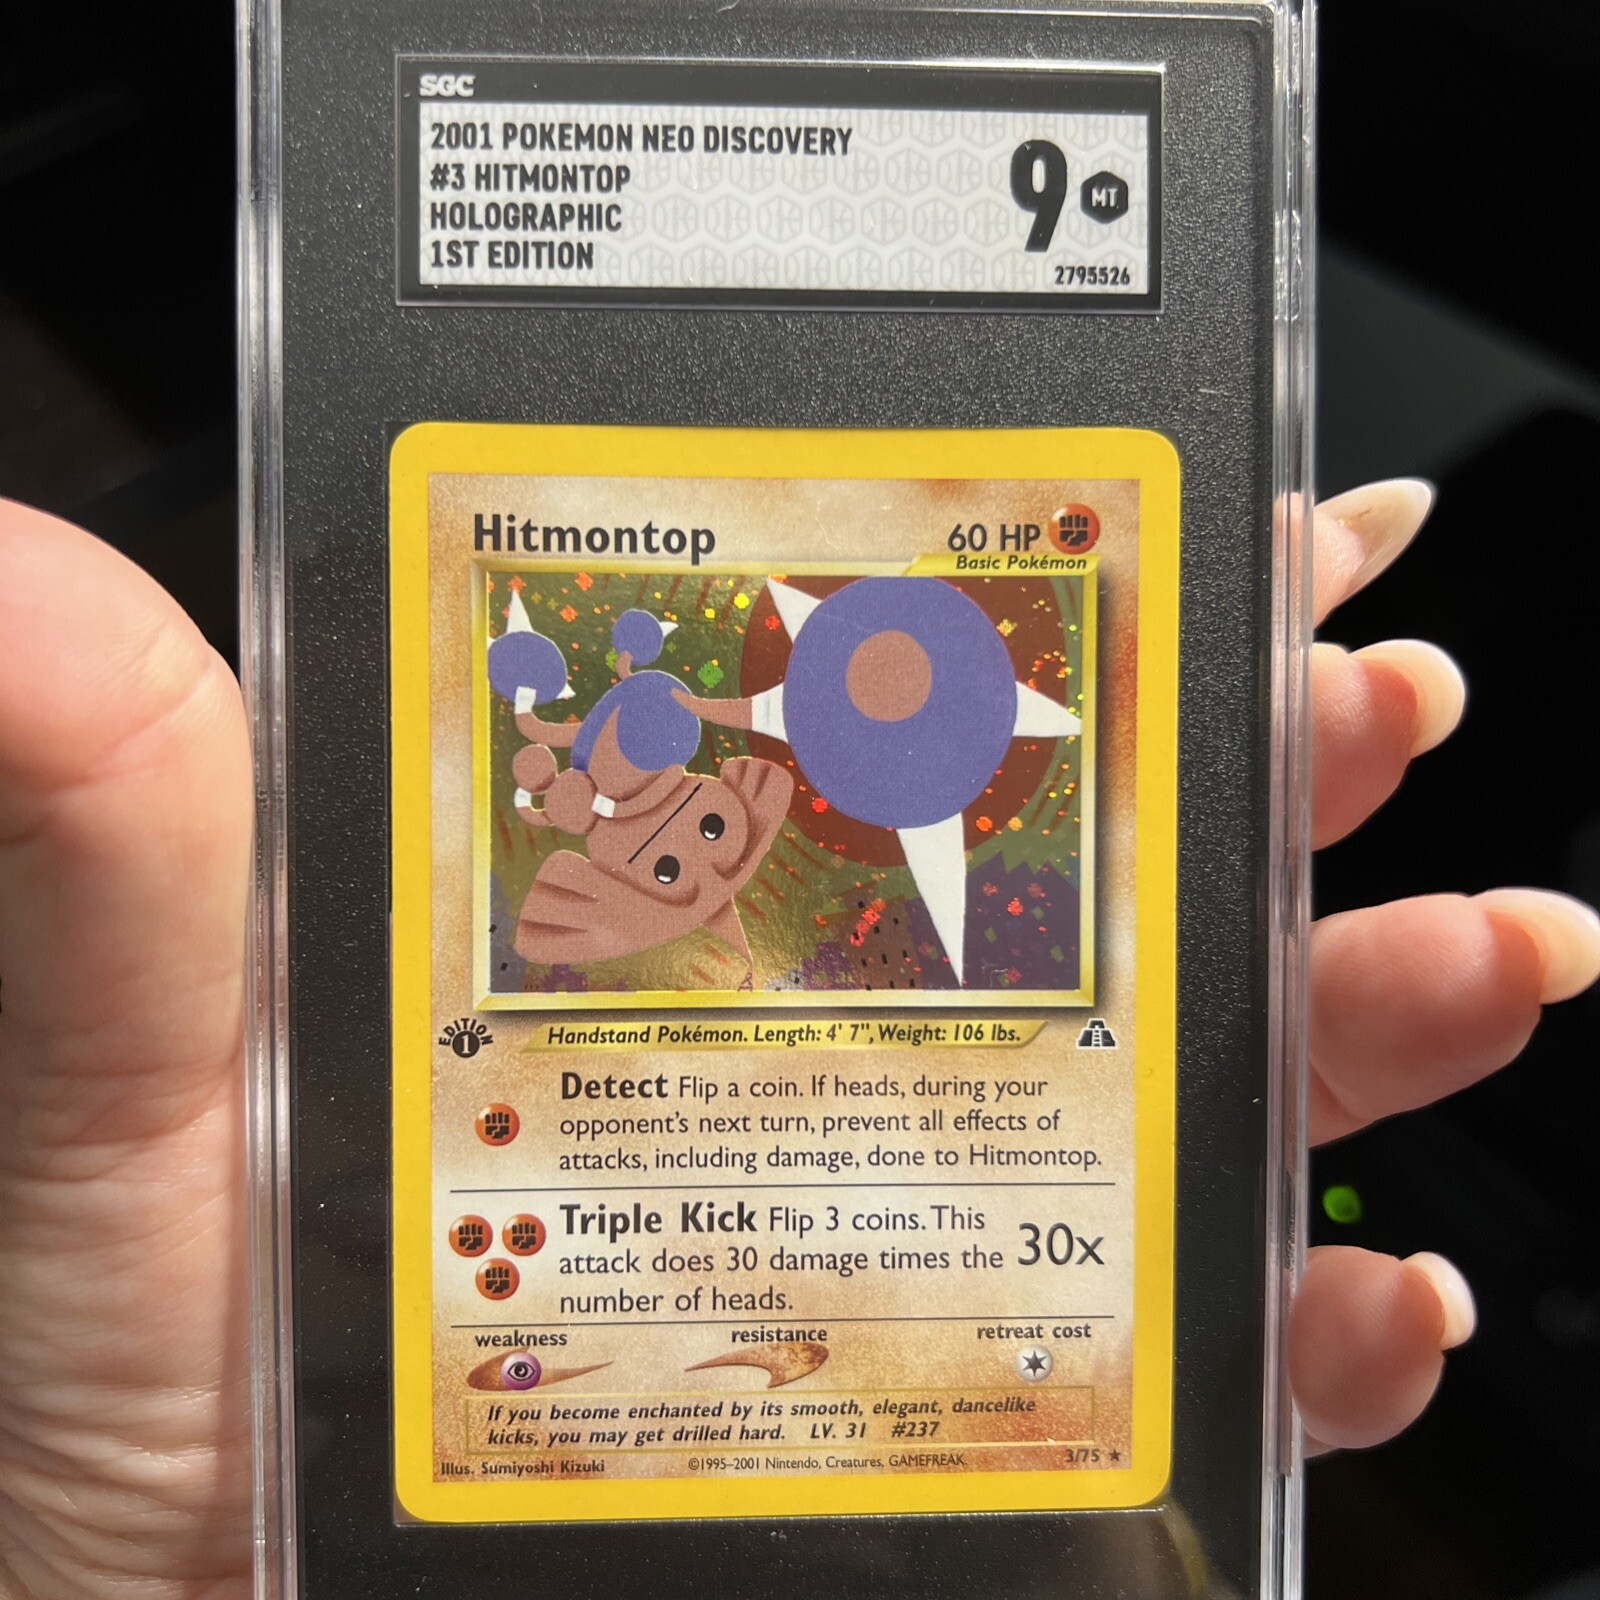 SGC
2001 POKEMON NEO DISCOVERY
#3 HITMONTOP
HOLOGRAPHIC
1ST EDITION
9 MT
2795526
Hitmontop 60 HP
Basic Pokémon
EDITION 1
Handstand Pokémon. Length: 4' 7", Weight: 106 lbs.
Detect Flip a coin. If heads, during your
opponent's next turn, prevent all effects of
attacks, including damage, done to Hitmontop.
Triple Kick Flip 3 coins. This
attack does 30 damage times the 30x
number of heads.
weakness resistance retreat cost
If you become enchanted by its smooth, elegant, dancelike
kicks, you may get drilled hard. LV. 31 #237
Illus. Sumiyoshi Kizuki ©1995–2001 Nintendo, Creatures, GAMEFREAK. 3/75 ★